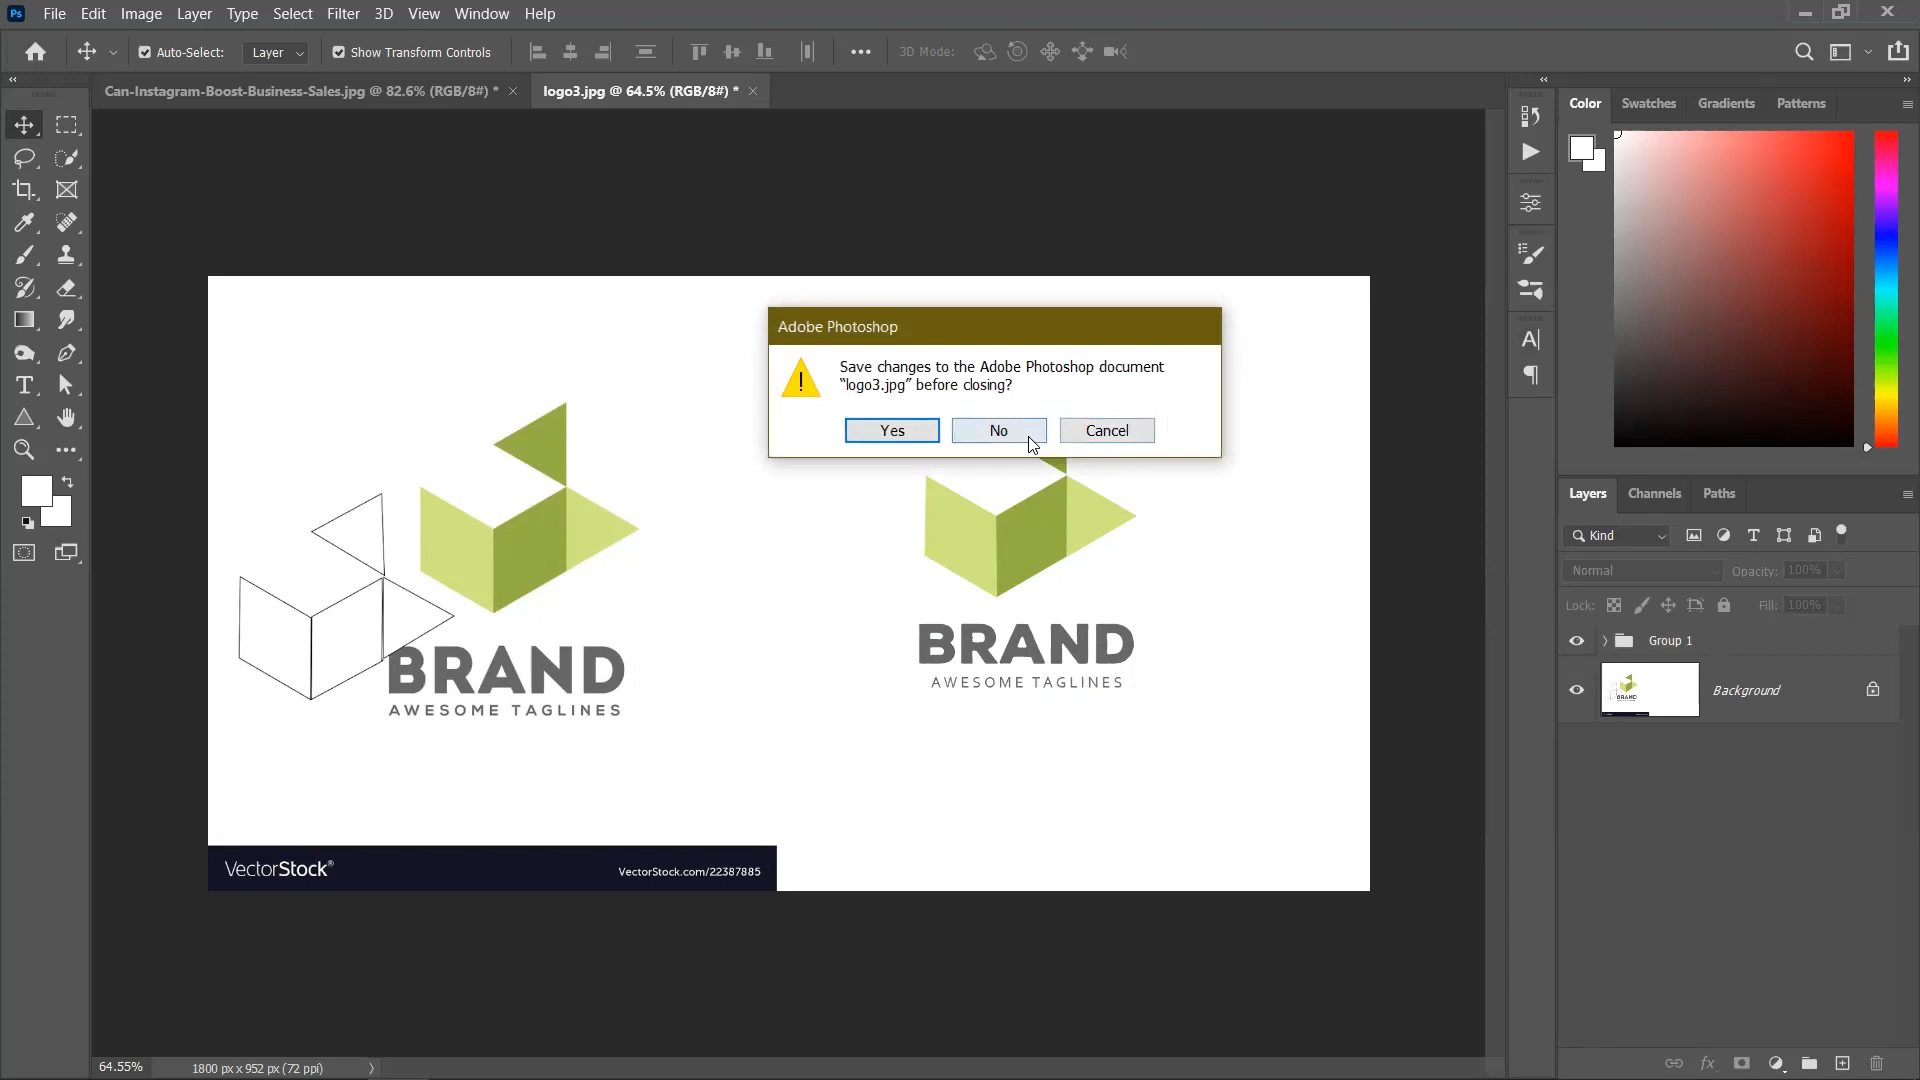 Ps File Edit Image Layer Type Select Filter 3D View Window Help
Auto-Select: Layer Show Transform Controls 3D Mode:
Can-Instagram-Boost-Business-Sales.jpg @ 82.6% (RGB/8#) * logo3.jpg @ 64.5% (RGB/8#) *
Color Swatches Gradients Patterns
Adobe Photoshop
Save changes to the Adobe Photoshop document
“logo3.jpg” before closing?
Yes No Cancel
BRAND
AWESOME TAGLINES
BRAND
AWESOME TAGLINES
VectorStock® VectorStock.com/22387885
Layers Channels Paths
Kind
Normal Opacity: 100%
Lock: Fill: 100%
Group 1
BRAND
Background
fx
64.55% 1800 px x 952 px (72 ppi)